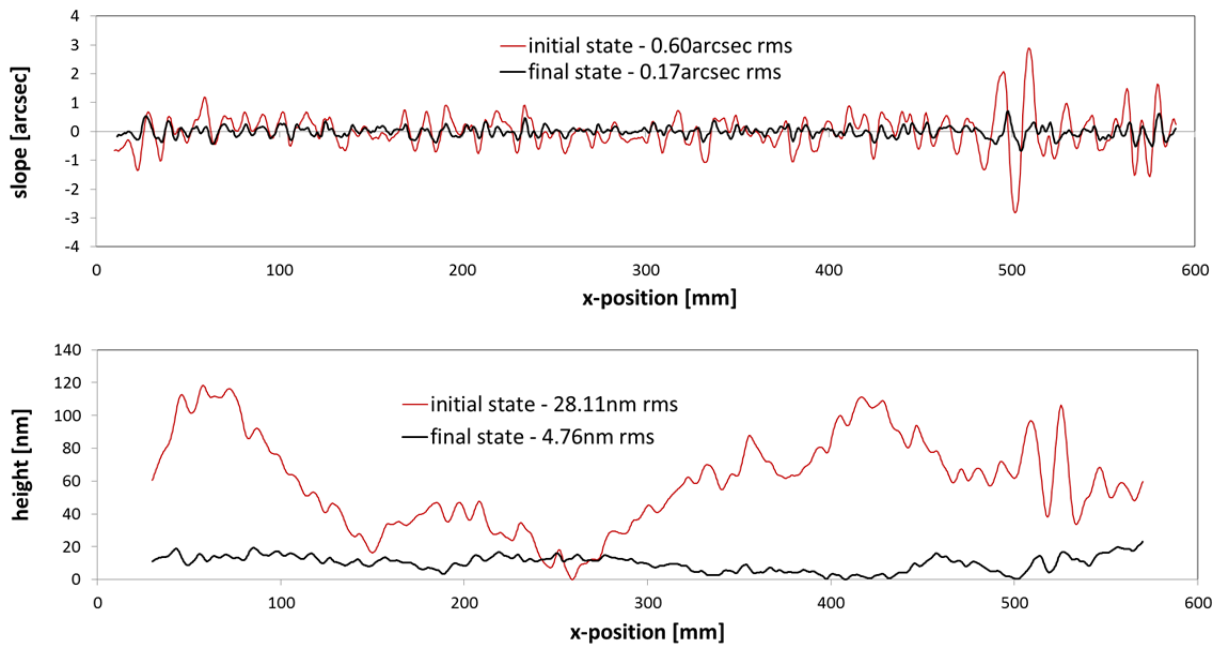 4
3
2
1
0
-1
-2
-3
-4
slope [arcsec]
initial state - 0.60arcsec rms
final state - 0.17arcsec rms
0 100 200 300 400 500 600
x-position [mm]
140
120
100
80
60
40
20
0
height [nm]
initial state - 28.11nm rms
final state - 4.76nm rms
0 100 200 300 400 500 600
x-position [mm]